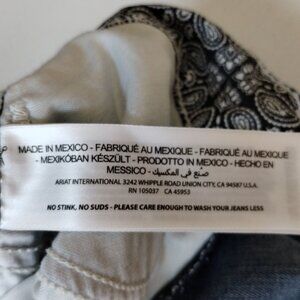 MADE IN MEXICO - FABRIQUÉ AU MEXIQUE - FABRIQUÉ AU MEXIQUE
- MEXIKÓBAN KÉSZÜLT - PRODOTTO IN MEXICO - HECHO EN
MESSICO - صنع في المكسيك -
ARIAT INTERNATIONAL 3242 WHIPPLE ROAD UNION CITY, CA 94587 U.S.A.
RN 105037 CA 45953
NO STINK, NO SUDS - PLEASE CARE ENOUGH TO WASH YOUR JEANS LESS